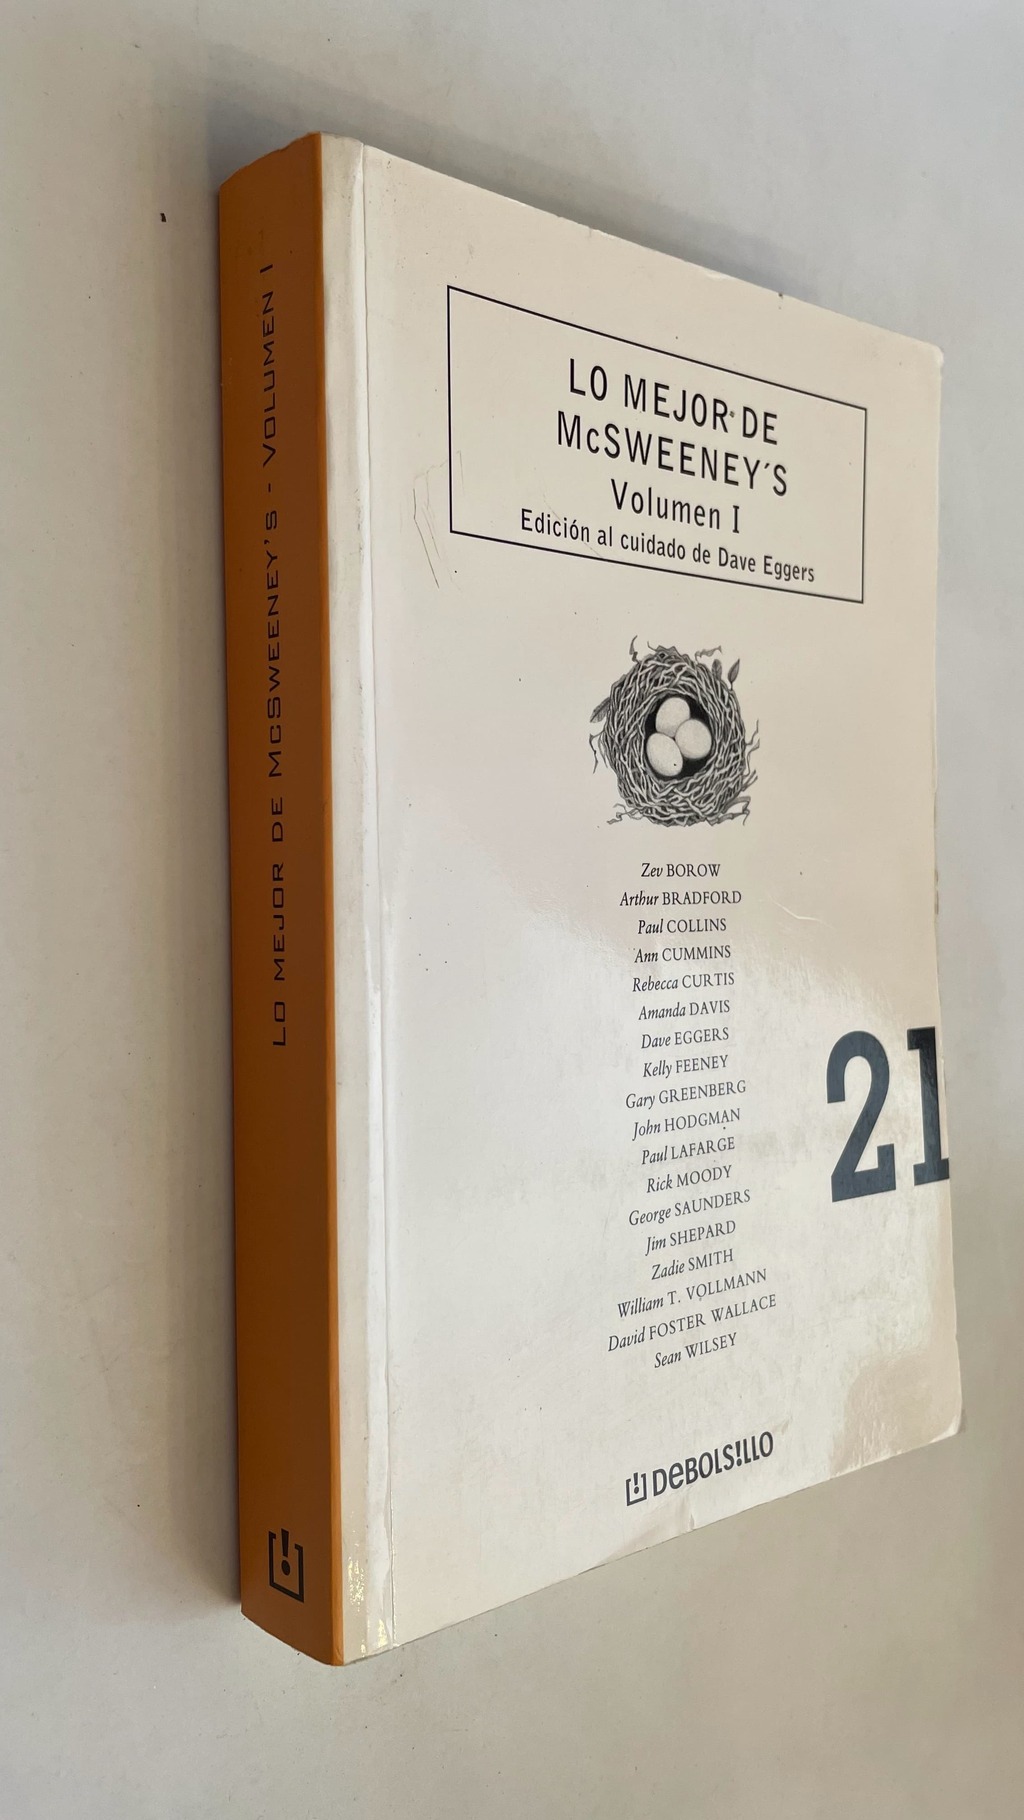 LO MEJOR DE McSWEENEY'S - VOLUMEN I
LO MEJOR DE
McSWEENEY´S
Volumen I
Edición al cuidado de Dave Eggers
Zev BOROW
Arthur BRADFORD
Paul COLLINS
Ann CUMMINS
Rebecca CURTIS
Amanda DAVIS
Dave EGGERS
Kelly FEENEY
Gary GREENBERG
John HODGMAN
Paul LAFARGE
Rick MOODY
George SAUNDERS
Jim SHEPARD
Zadie SMITH
William T. VOLLMANN
David FOSTER WALLACE
Sean WILSEY
21
DeBOLS!LLO